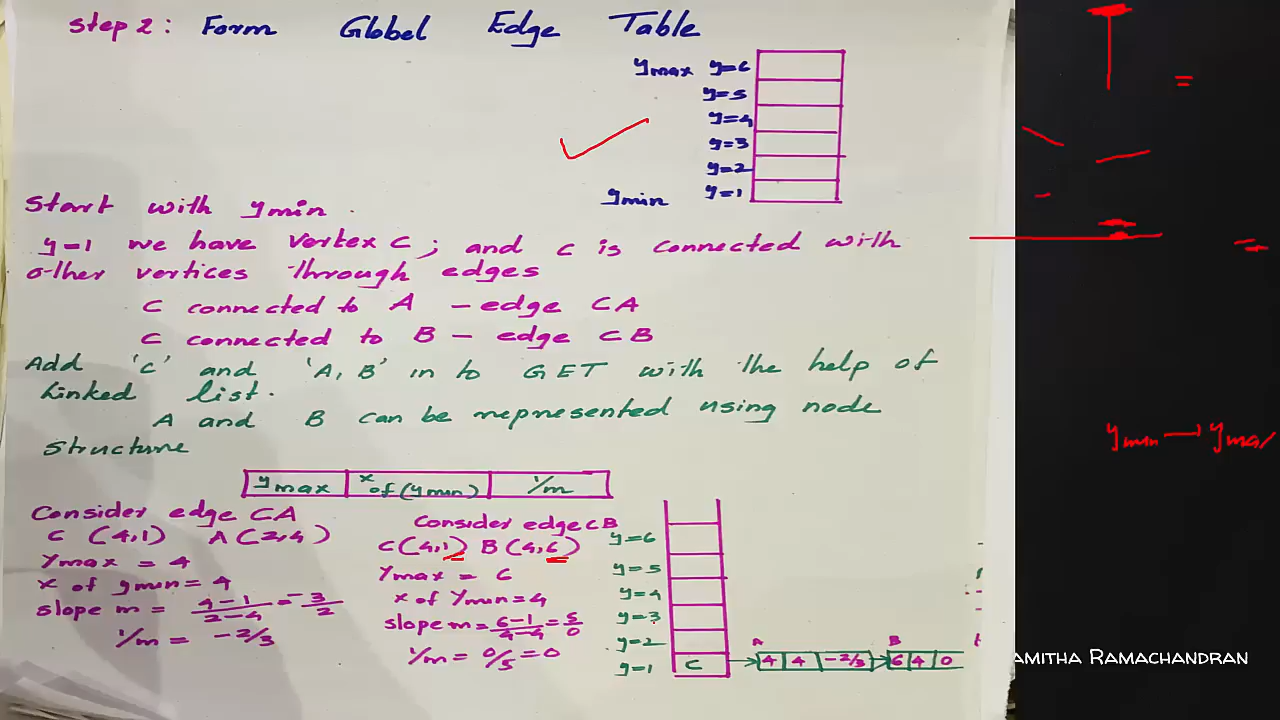 Step 2: Form Globel Edge Table
ymax y=6
y=5
y=4
y=3
y=2
ymin y=1
Start with ymin.
y=1 we have vertex C; and C is connected with
other vertices through edges
C connected to A - edge CA
C connected to B - edge CB
Add 'C' and 'A, B' in to GET with the help of
Linked list.
A and B can be represented using node
structure
ymax | x of (ymin) | 1/m
Consider edge CA
C (4,1) A(2,4)
Ymax = 4
x of ymin = 4
slope m = 4-1/2-4 = -3/2
1/m = -2/3
Consider edge CB
C(4,1) B(4,6)
Ymax = 6
x of Ymin = 4
slope m = 6-1/4-4 = 5/0
1/m = 0/5 = 0
y=6
y=5
y=4
y=3
y=2
y=1 C
A
4 4 -2/3
B
6 4 0
=
ymin → ymax
AMITHA RAMACHANDRAN